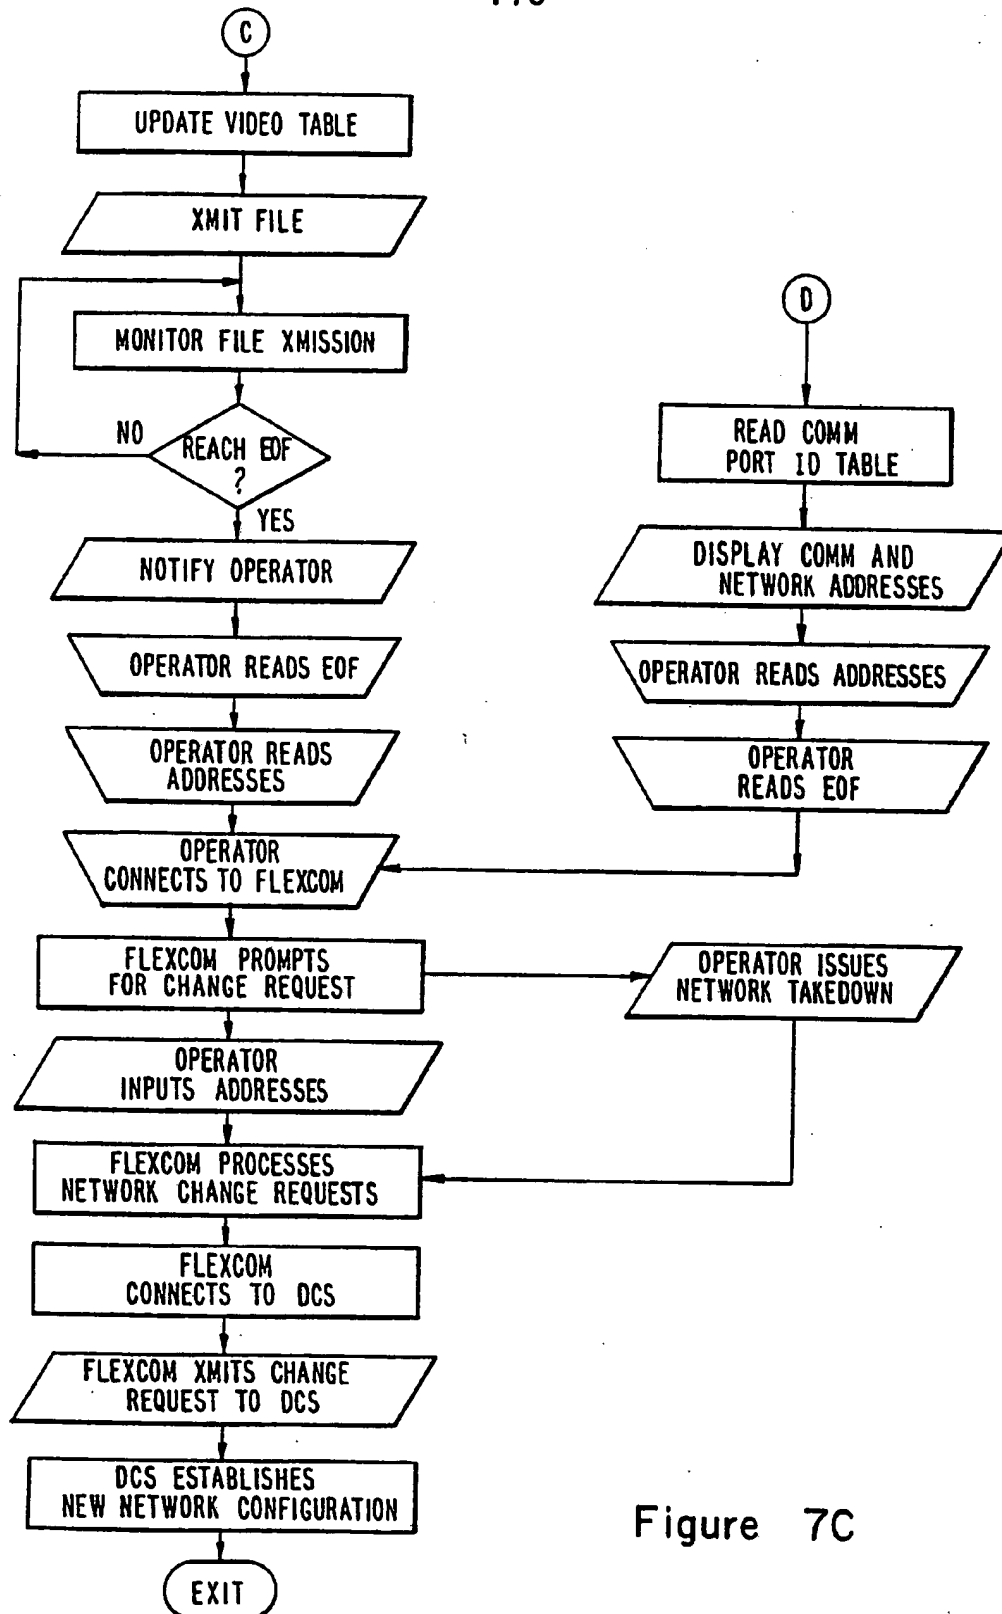 C
UPDATE VIDEO TABLE
XMIT FILE
MONITOR FILE XMISSION
NO
REACH EOF
?
YES
NOTIFY OPERATOR
OPERATOR READS EOF
OPERATOR READS
ADDRESSES
OPERATOR
CONNECTS TO FLEXCOM
FLEXCOM PROMPTS
FOR CHANGE REQUEST
OPERATOR
INPUTS ADDRESSES
FLEXCOM PROCESSES
NETWORK CHANGE REQUESTS
FLEXCOM
CONNECTS TO DCS
FLEXCOM XMITS CHANGE
REQUEST TO DCS
DCS ESTABLISHES
NEW NETWORK CONFIGURATION
EXIT
D
READ COMM
PORT ID TABLE
DISPLAY COMM AND
NETWORK ADDRESSES
OPERATOR READS ADDRESSES
OPERATOR
READS EOF
OPERATOR ISSUES
NETWORK TAKEDOWN
Figure 7C